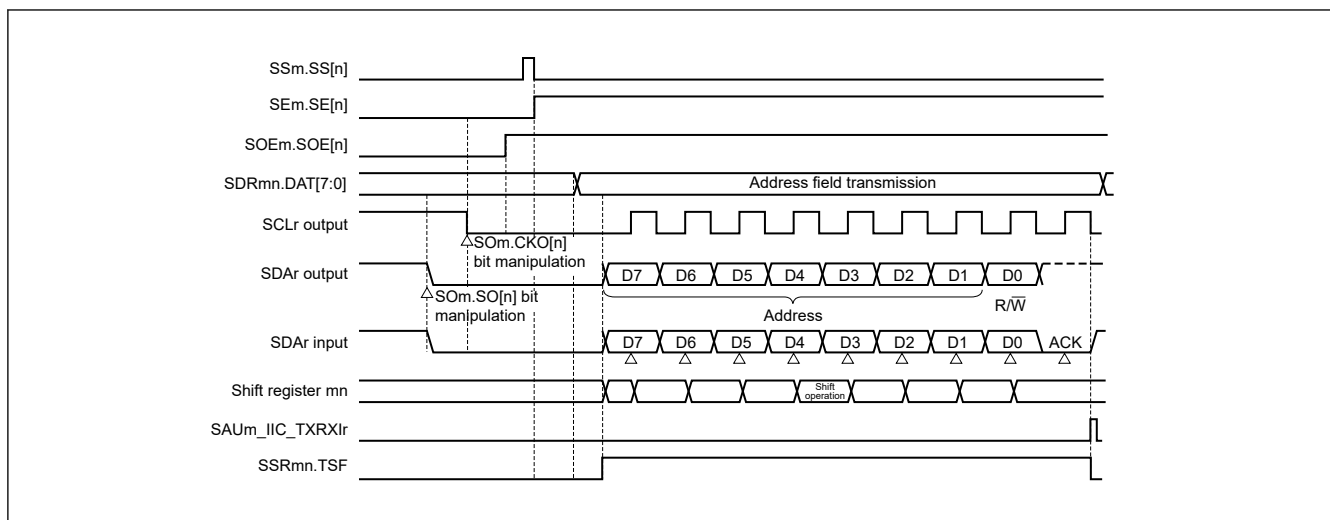 SSm.SS[n]
SEm.SE[n]
SOEm.SOE[n]
SDRmn.DAT[7:0]
Address field transmission
SCLr output
SOm.CKO[n]
bit manipulation
SDAr output
D7 D6 D5 D4 D3 D2 D1 D0
SOm.SO[n] bit
manipulation
Address
R/W̅
SDAr input
D7 D6 D5 D4 D3 D2 D1 D0 ACK
Shift register mn
Shift
operation
SAUm_IIC_TXRXIr
SSRmn.TSF